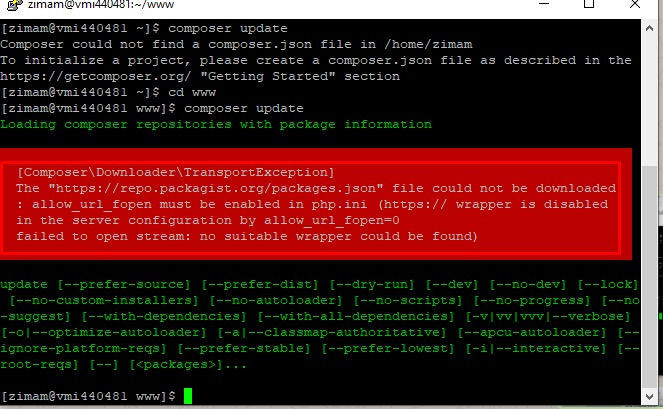 zimam@vmi440481:~/www
[zimam@vmi440481 ~]$ composer update
Composer could not find a composer.json file in /home/zimam
To initialize a project, please create a composer.json file as described in the
https://getcomposer.org/ "Getting Started" section
[zimam@vmi440481 ~]$ cd www
[zimam@vmi440481 www]$ composer update
Loading composer repositories with package information
[Composer\Downloader\TransportException]
The "https://repo.packagist.org/packages.json" file could not be downloaded
: allow_url_fopen must be enabled in php.ini (https:// wrapper is disabled
in the server configuration by allow_url_fopen=0
failed to open stream: no suitable wrapper could be found)
update [--prefer-source] [--prefer-dist] [--dry-run] [--dev] [--no-dev] [--lock]
[--no-custom-installers] [--no-autoloader] [--no-scripts] [--no-progress] [--no
-suggest] [--with-dependencies] [--with-all-dependencies] [-v|vv|vvv|--verbose]
[-o|--optimize-autoloader] [-a|--classmap-authoritative] [--apcu-autoloader] [--
ignore-platform-reqs] [--prefer-stable] [--prefer-lowest] [-i|--interactive] [--
root-reqs] [--] [<packages>]...
[zimam@vmi440481 www]$